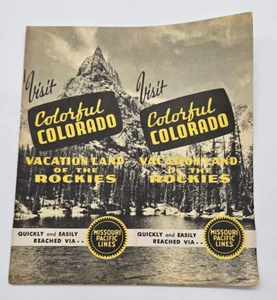 Visit
Colorful
COLORADO
VACATION LAND
OF THE
ROCKIES
QUICKLY and EASILY
REACHED VIA - -
MISSOURI
PACIFIC
LINES
Visit
Colorful
COLORADO
VACATION LAND
OF THE
ROCKIES
QUICKLY and EASILY
REACHED VIA - -
MISSOURI
PACIFIC
LINES